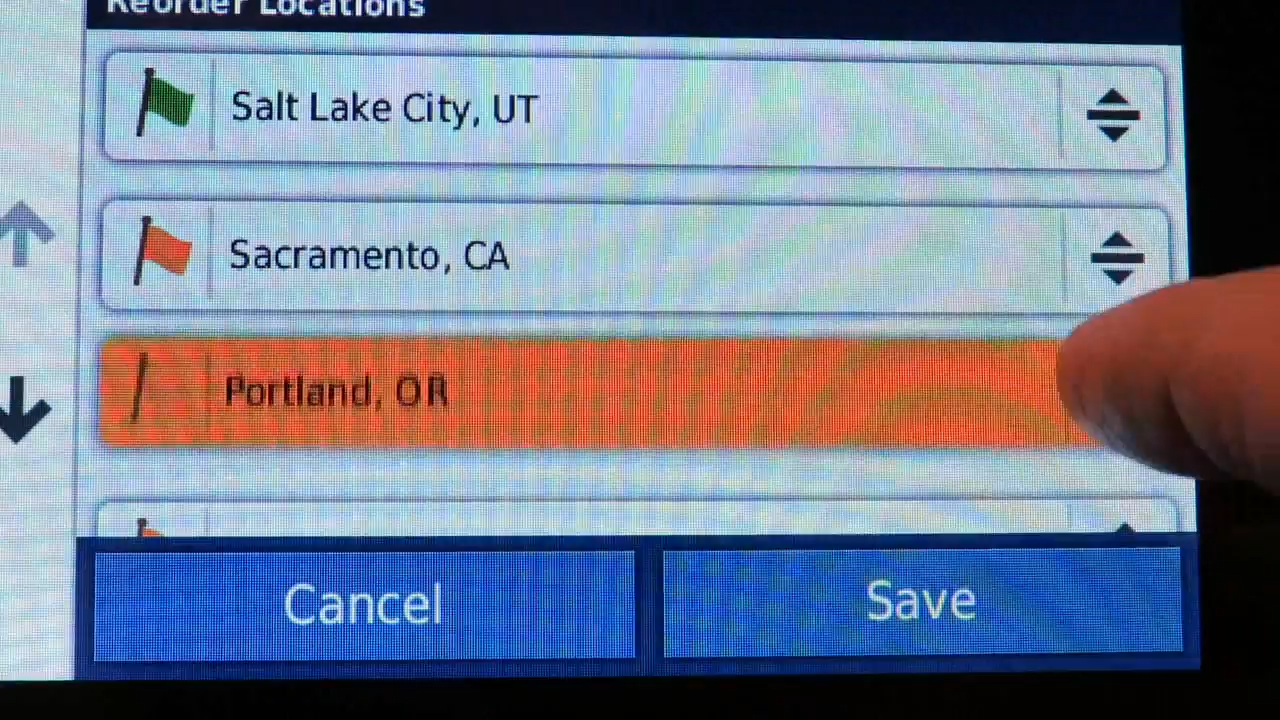 Reorder Locations
Salt Lake City, UT
Sacramento, CA
Portland, OR
Cancel
Save